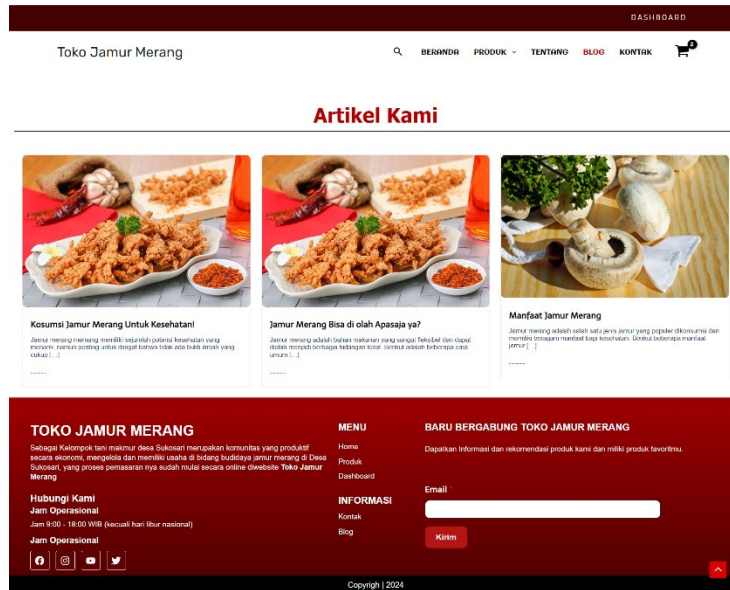 DASHBOARD
Toko Jamur Merang
BERANDA PRODUK TENTANG BLOG KONTAK
2
Artikel Kami
Kosumsi Jamur Merang Untuk Kesehatan!
Jamur merang memang memiliki sejumlah potensi kesehatan yang
menarik, namun penting untuk diingat bahwa tidak ada bukti ilmiah yang
cukup [...]
Jamur Merang Bisa di olah Apasaja ya?
Jamur merang adalah bahan makanan yang sangat fleksibel dan dapat
diolah menjadi berbagai hidangan lezat. Berikut adalah beberapa cara
umum [...]
Manfaat Jamur Merang
Jamur merang adalah salah satu jenis jamur yang populer dikonsumsi dan
memiliki beragam manfaat bagi kesehatan. Berikut beberapa manfaat
jamur [...]
TOKO JAMUR MERANG
Sebagai Kelompok tani makmur desa Sukosari merupakan komunitas yang produktif
secara ekonomi, mengelola dan memiliki usaha di bidang budidaya jamur merang di Desa
Sukosari, yang proses pemasaran nya sudah mulai secara online diwebsite Toko Jamur
Merang
Hubungi Kami
Jam Operasional
Jam 9:00 - 18:00 WIB (kecuali hari libur nasional)
Jam Operasional
MENU
Home
Produk
Dashboard
INFORMASI
Kontak
Blog
BARU BERGABUNG TOKO JAMUR MERANG
Dapatkan Informasi dan rekomendasi produk kami dan miliki produk favoritmu.
Email *
Kirim
Copyrigh | 2024